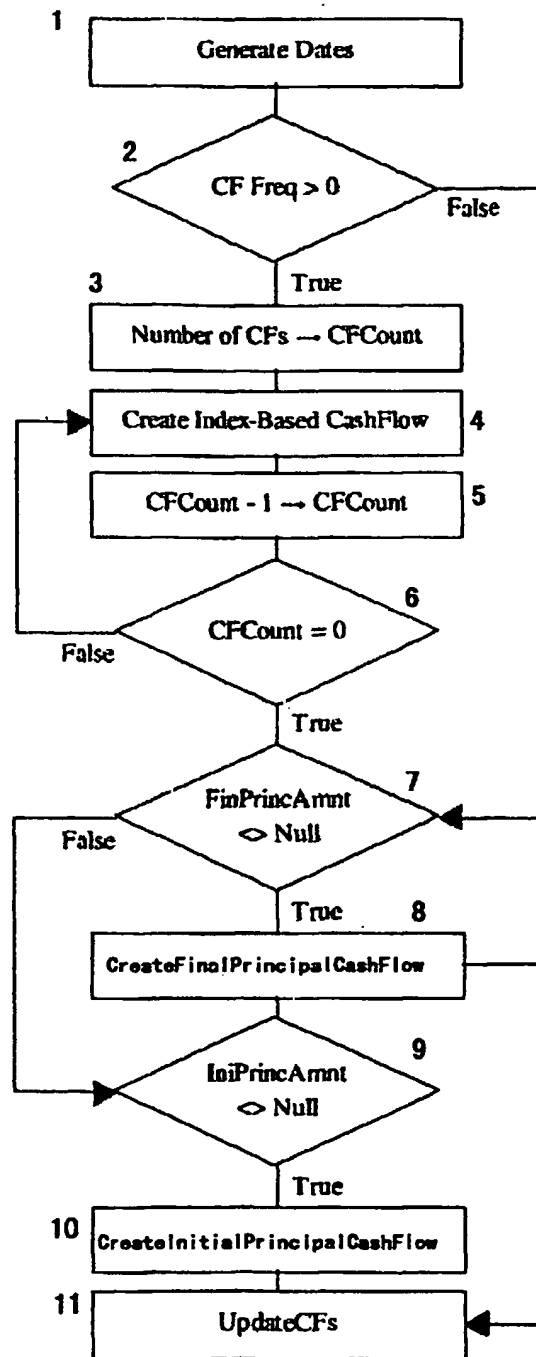 1
Generate Dates
2
CF Freq > 0
False
True
3
Number of CFs → CFCount
Create Index-Based CashFlow
4
CFCount - 1 → CFCount
5
6
CFCount = 0
False
True
7
FinPrincAmnt
<> Null
False
True
8
CreateFinalPrincipalCashFlow
9
IniPrincAmnt
<> Null
True
10
CreateInitialPrincipalCashFlow
11
UpdateCFs